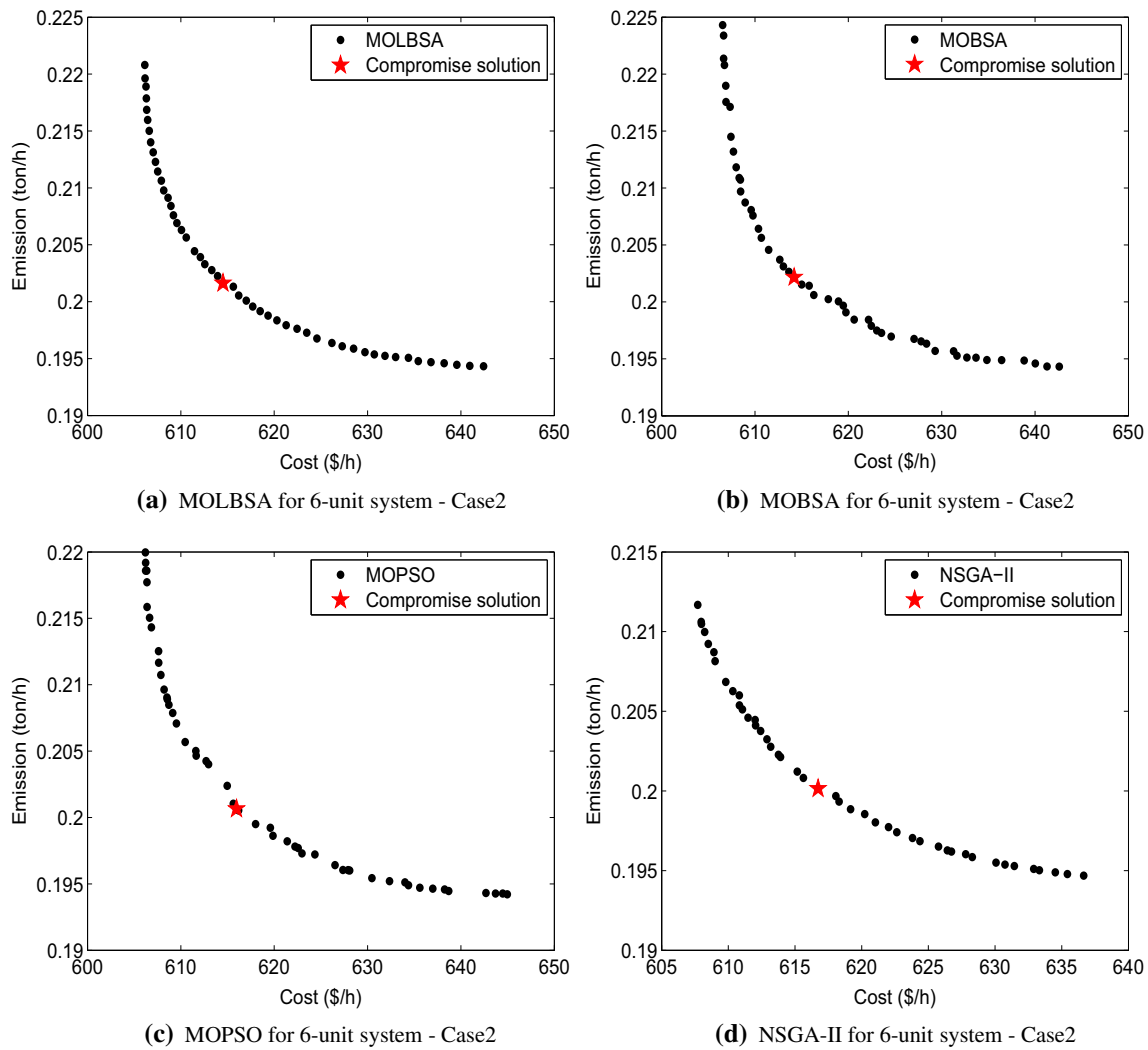 0.225
0.22
0.215
0.21
0.205
0.2
0.195
0.19
Emission (ton/h)
600 610 620 630 640 650
Cost ($/h)
MOLBSA
Compromise solution
(a) MOLBSA for 6-unit system - Case2
0.225
0.22
0.215
0.21
0.205
0.2
0.195
0.19
Emission (ton/h)
600 610 620 630 640 650
Cost ($/h)
MOBSA
Compromise solution
(b) MOBSA for 6-unit system - Case2
0.22
0.215
0.21
0.205
0.2
0.195
0.19
Emission (ton/h)
600 610 620 630 640 650
Cost ($/h)
MOPSO
Compromise solution
(c) MOPSO for 6-unit system - Case2
0.215
0.21
0.205
0.2
0.195
0.19
Emission (ton/h)
605 610 615 620 625 630 635 640
Cost ($/h)
NSGA−II
Compromise solution
(d) NSGA-II for 6-unit system - Case2